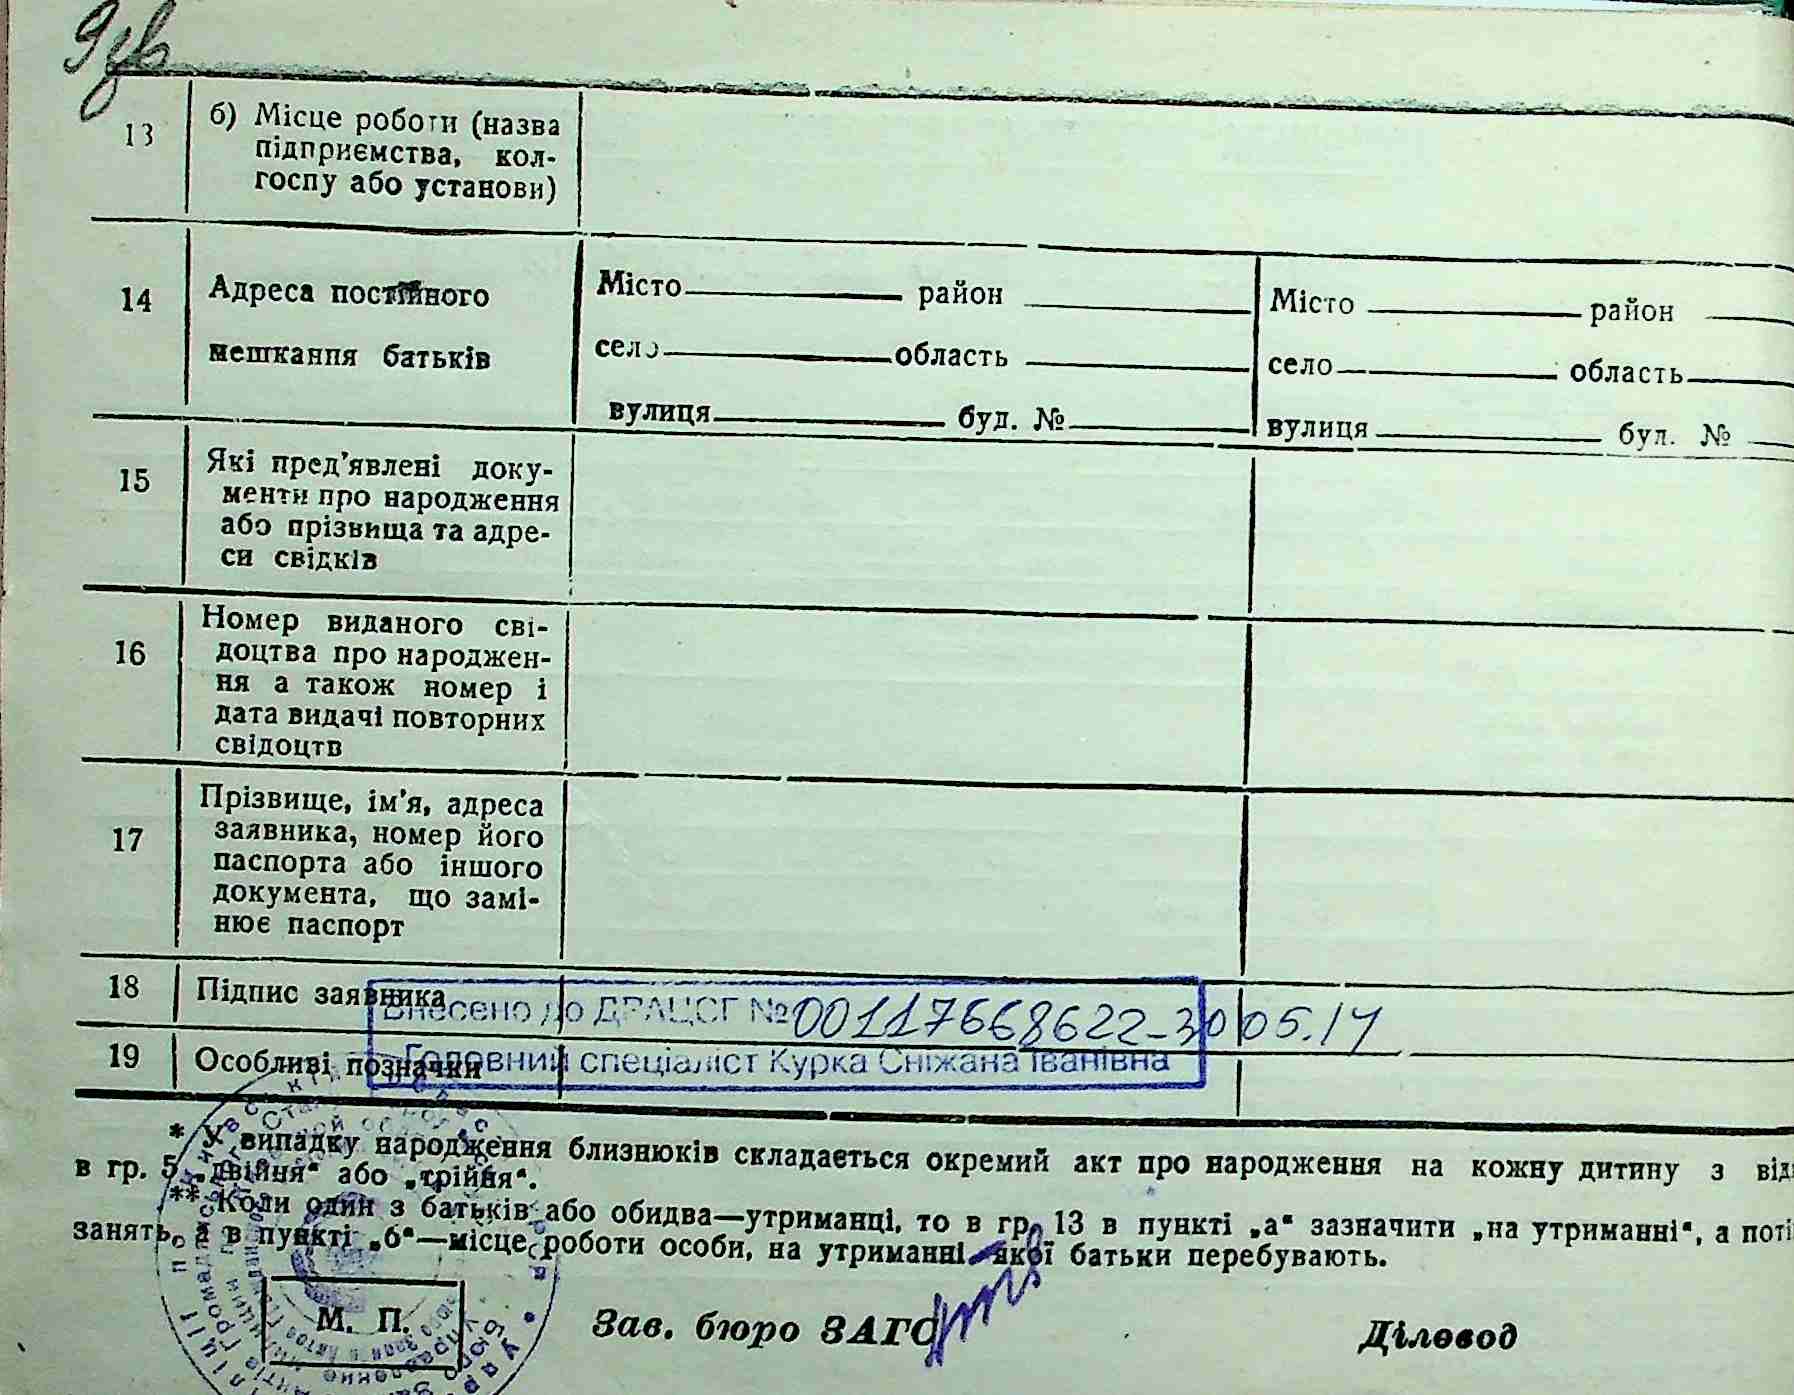 13 б) Місце роботи (назва
підприємства, кол-
госпу або установи)
14 Адреса постійного
мешкання батьків
Місто район
село область
вулиця буд. №
Місто район
село область
вулиця буд. №
15 Які пред'явлені доку-
менти про народження
або прізвища та адре-
си свідків
16 Номер виданого сві-
доцтва про народжен-
ня а також номер і
дата видачі повторних
свідоцтв
17 Прізвище, ім'я, адреса
заявника, номер його
паспорта або іншого
документа, що замі-
нює паспорт
18 Підпис заявника
Внесено до ДРАЦСГ № 00117668622-30 05.14
19 Особливі позначки
Головний спеціаліст Курка Сніжана Іванівна
* У випадку народження близнюків складається окремий акт про народження на кожну дитину з від
в гр. 5 „двійня“ або „трійня“.
** Коли один з батьків або обидва—утриманці, то в гр. 13 в пункті „а“ зазначити „на утриманні“, а поті
занять, а в пункті „б“—місце роботи особи, на утриманні якої батьки перебувають.
М. П.
Зав. бюро ЗАГС
Діловод